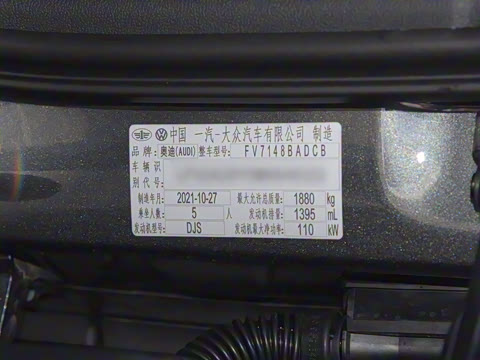 中国 一汽-大众汽车有限公司 制造
品 牌: 奥迪(AUDI) 整车型号: FV7148BADCB
车 辆 识
别 代 号:
制造年月: 2021-10-27 最大允许总质量: 1880 kg
乘坐人数: 5 人 发动机排量: 1395 mL
发动机型号: DJS 发动机最大净功率: 110 kW